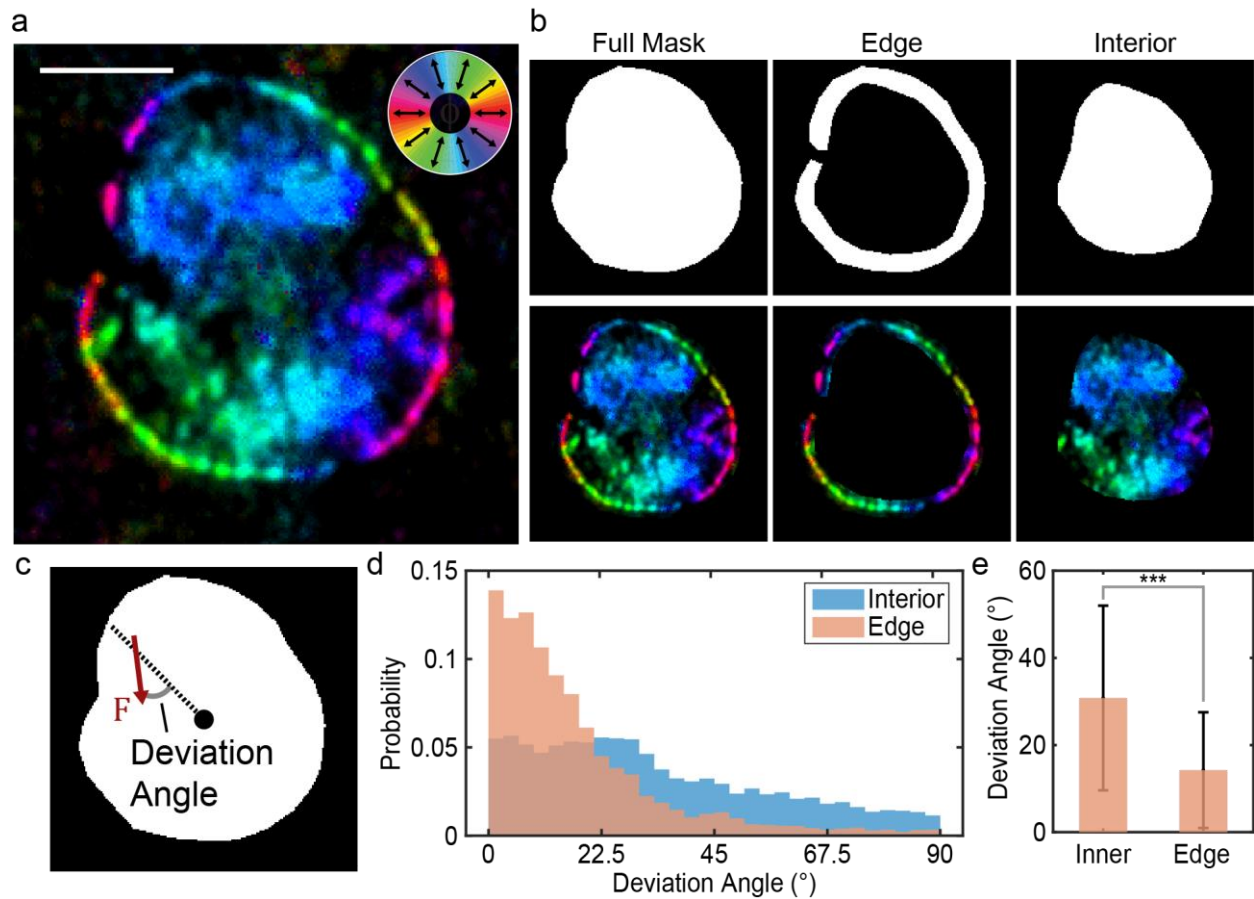 a
Φ
b
Full Mask
Edge
Interior
c
F
Deviation
Angle
d
0.15
0.1
0.05
0
Probability
Interior
Edge
0
22.5
45
67.5
90
Deviation Angle (°)
e
60
40
20
0
Deviation Angle (°)
***
Inner
Edge